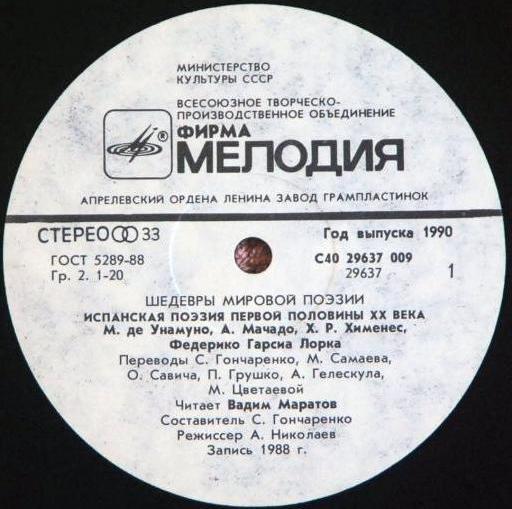 МИНИСТЕРСТВО
КУЛЬТУРЫ СССР
ВСЕСОЮЗНОЕ ТВОРЧЕСКО-
ПРОИЗВОДСТВЕННОЕ ОБЪЕДИНЕНИЕ
ФИРМА
®
МЕЛОДИЯ
АПРЕЛЕВСКИЙ ОРДЕНА ЛЕНИНА ЗАВОД ГРАМПЛАСТИНОК
СТЕРЕО 33
Год выпуска 1990
ГОСТ 5289-88
С40 29637 009
Гр. 2. 1-20
29637
1
ШЕДЕВРЫ МИРОВОЙ ПОЭЗИИ
ИСПАНСКАЯ ПОЭЗИЯ ПЕРВОЙ ПОЛОВИНЫ XX ВЕКА
М. де Унамуно, А. Мачадо, Х. Р. Хименес,
Федерико Гарсиа Лорка
Переводы С. Гончаренко, М. Самаева,
О. Савича, П. Грушко, А. Гелескула,
М. Цветаевой
Читает Вадим Маратов
Составитель С. Гончаренко
Режиссер А. Николаев
Запись 1988 г.